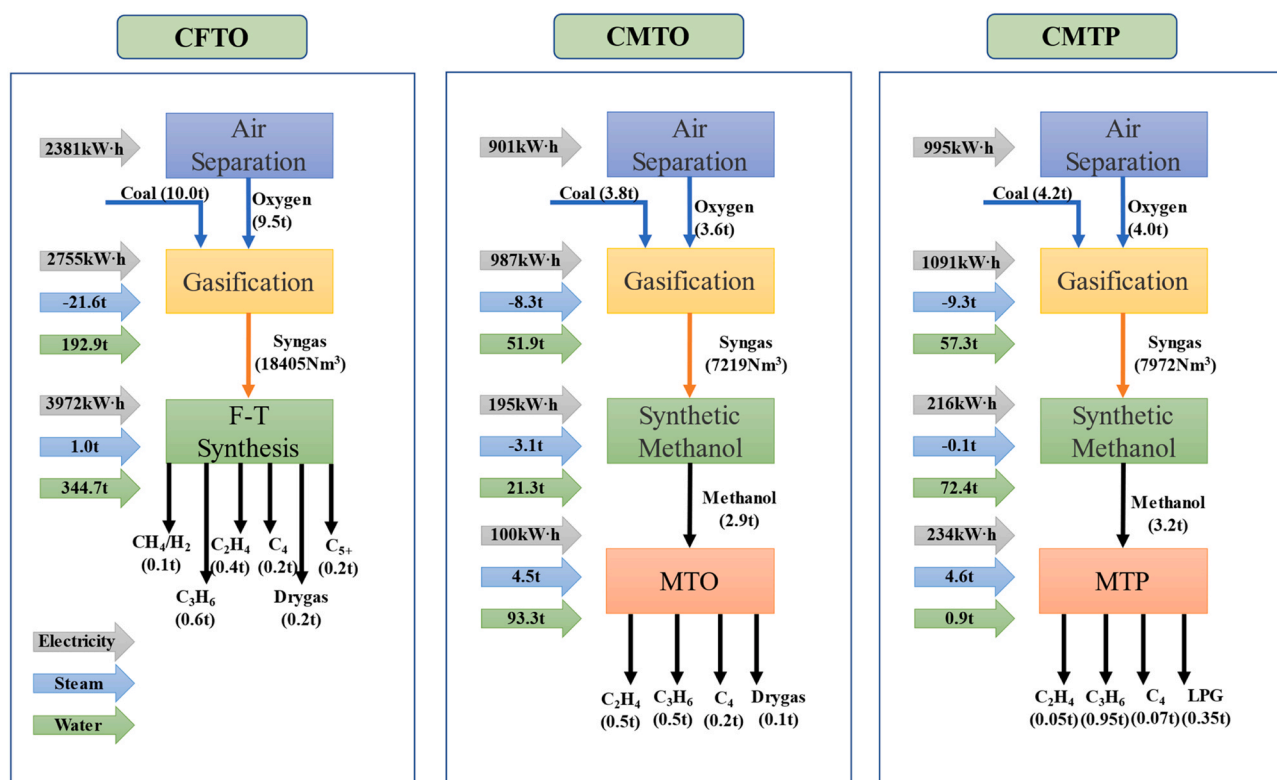 CFTO
2381kW·h
Air
Separation
Coal (10.0t)
Oxygen
(9.5t)
2755kW·h
-21.6t
192.9t
Gasification
Syngas
(18405Nm³)
3972kW·h
1.0t
344.7t
F-T
Synthesis
CH₄/H₂
(0.1t)
C₃H₆
(0.6t)
C₂H₄
(0.4t)
C₄
(0.2t)
Drygas
(0.2t)
C₅₊
(0.2t)
Electricity
Steam
Water
CMTO
901kW·h
Air
Separation
Coal (3.8t)
Oxygen
(3.6t)
987kW·h
-8.3t
51.9t
Gasification
Syngas
(7219Nm³)
195kW·h
-3.1t
21.3t
Synthetic
Methanol
Methanol
(2.9t)
100kW·h
4.5t
93.3t
MTO
C₂H₄
(0.5t)
C₃H₆
(0.5t)
C₄
(0.2t)
Drygas
(0.1t)
CMTP
995kW·h
Air
Separation
Coal (4.2t)
Oxygen
(4.0t)
1091kW·h
-9.3t
57.3t
Gasification
Syngas
(7972Nm³)
216kW·h
-0.1t
72.4t
Synthetic
Methanol
Methanol
(3.2t)
234kW·h
4.6t
0.9t
MTP
C₂H₄
(0.05t)
C₃H₆
(0.95t)
C₄
(0.07t)
LPG
(0.35t)